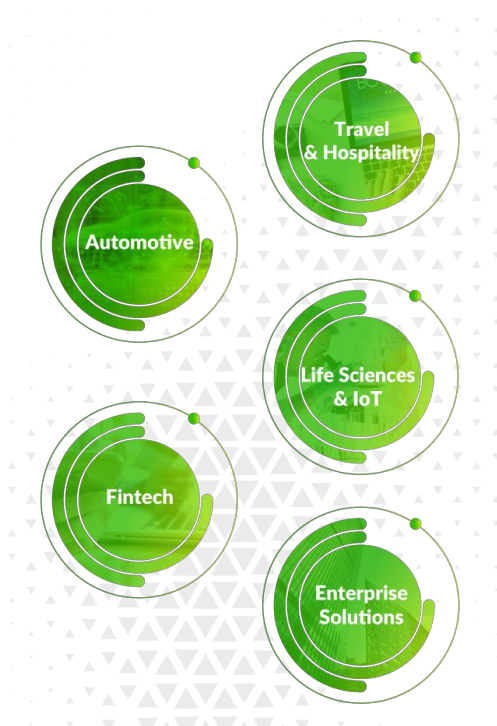 Travel
& Hospitality
Automotive
Life Sciences
& IoT
Fintech
Enterprise
Solutions